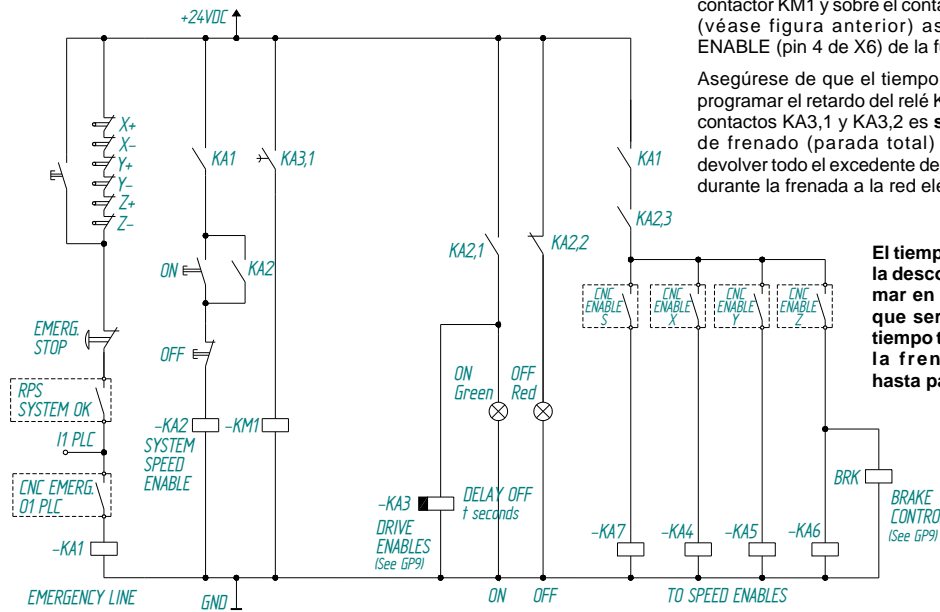 +24VDC
X+
X-
Y+
Y-
Z+
Z-
EMERG.
STOP
RPS
SYSTEM OK
I1 PLC
CNC EMERG.
O1 PLC
-KA1
EMERGENCY LINE
GND
KA1
KA3,1
ON
KA2
OFF
-KA2
SYSTEM
SPEED
ENABLE
-KM1
KA2,1
KA2,2
ON
Green
OFF
Red
-KA3
DELAY OFF
t seconds
DRIVE
ENABLES
(See GP9)
ON
OFF
KA1
KA2,3
CNC
ENABLE
S
CNC
ENABLE
X
CNC
ENABLE
Y
CNC
ENABLE
Z
-KA7
-KA4
-KA5
-KA6
BRK
BRAKE
CONTRO
(See GP9)
TO SPEED ENABLES
contactor KM1 y sobre el conta
(véase figura anterior) as
ENABLE (pin 4 de X6) de la fu
Asegúrese de que el tiempo
programar el retardo del relé K
contactos KA3,1 y KA3,2 es s
de frenado (parada total)
devolver todo el excedente de
durante la frenada a la red elé
El tiemp
la desco
mar en
que ser
tiempo t
la fren
hasta pa